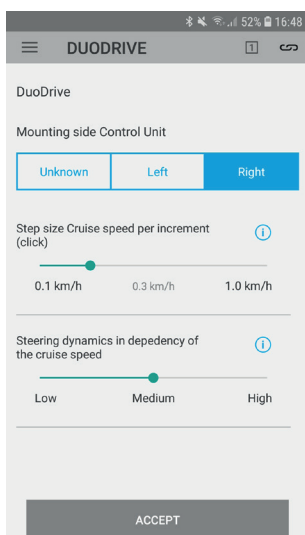 52% 16:48
DUODRIVE 1
DuoDrive
Mounting side Control Unit
Unknown Left Right
Step size Cruise speed per increment
(click)
0.1 km/h 0.3 km/h 1.0 km/h
Steering dynamics in depedency of
the cruise speed
Low Medium High
ACCEPT